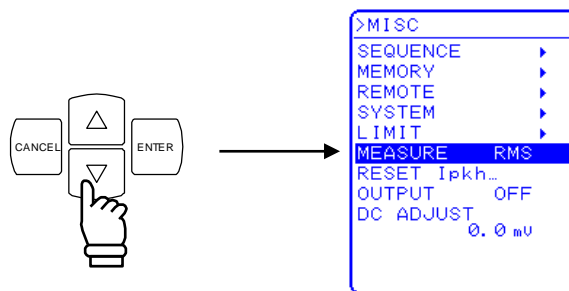 CANCEL
ENTER
>MISC
SEQUENCE
MEMORY
REMOTE
SYSTEM
LIMIT
MEASURE RMS
RESET Ipkh…
OUTPUT OFF
DC ADJUST
0.0 mV